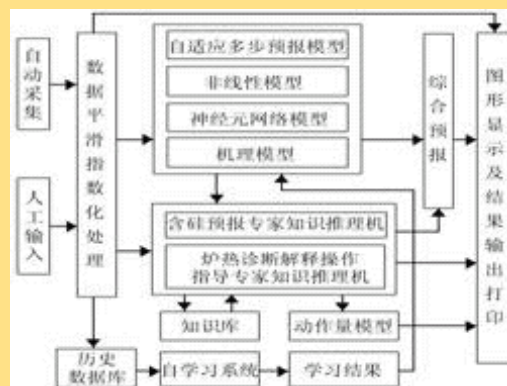 自动采集
人工输入
数据平滑指数化处理
自适应多步预报模型
非线性模型
神经元网络模型
机理模型
综合预报
图形显示及结果输出打印
含硅预报专家知识推理机
炉热诊断解释操作
指导专家知识推理机
知识库
动作量模型
历史
数据库
自学习系统
学习结果